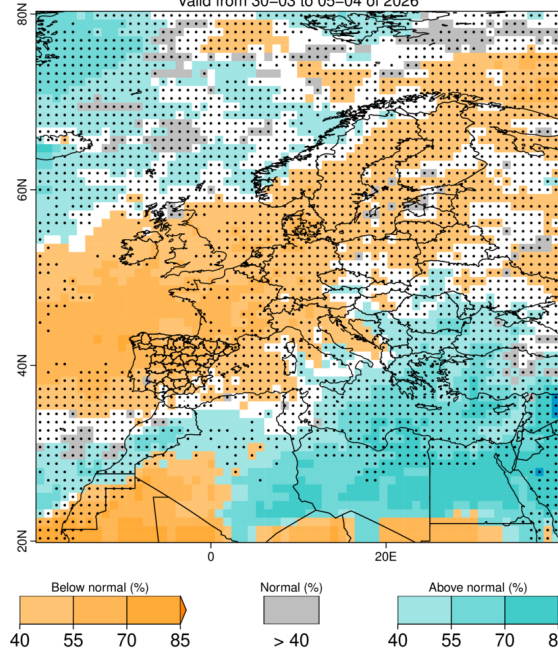 Valid from 30−03 to 05−04 of 2026
80N
60N
40N
20N
0
20E
Below normal (%)
Normal (%)
Above normal (%)
40 55 70 85
> 40
40 55 70